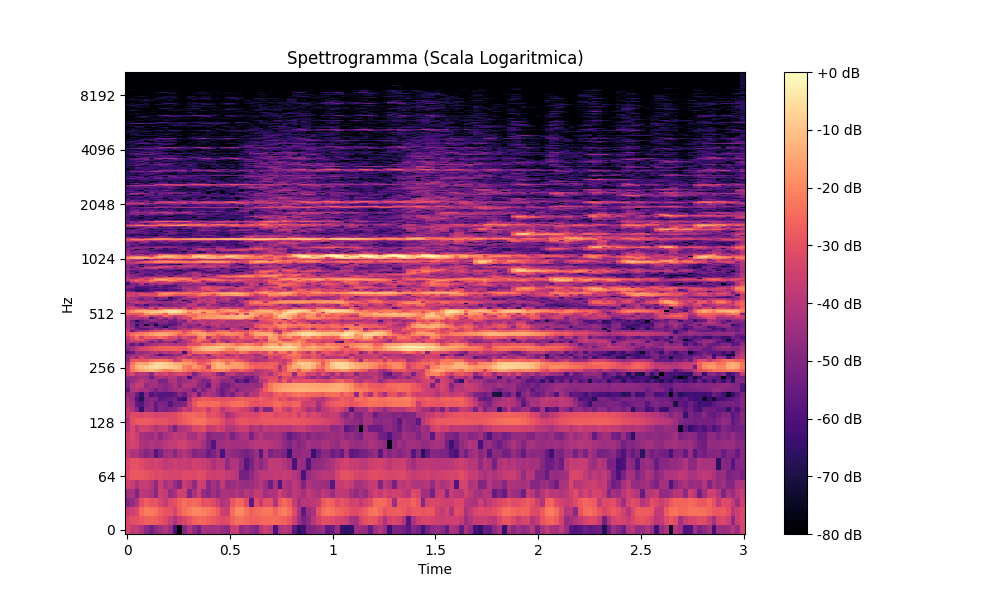 Spettrogramma (Scala Logaritmica)
Hz
8192
4096
2048
1024
512
256
128
64
0
0
0.5
1
1.5
2
2.5
3
Time
+0 dB
-10 dB
-20 dB
-30 dB
-40 dB
-50 dB
-60 dB
-70 dB
-80 dB